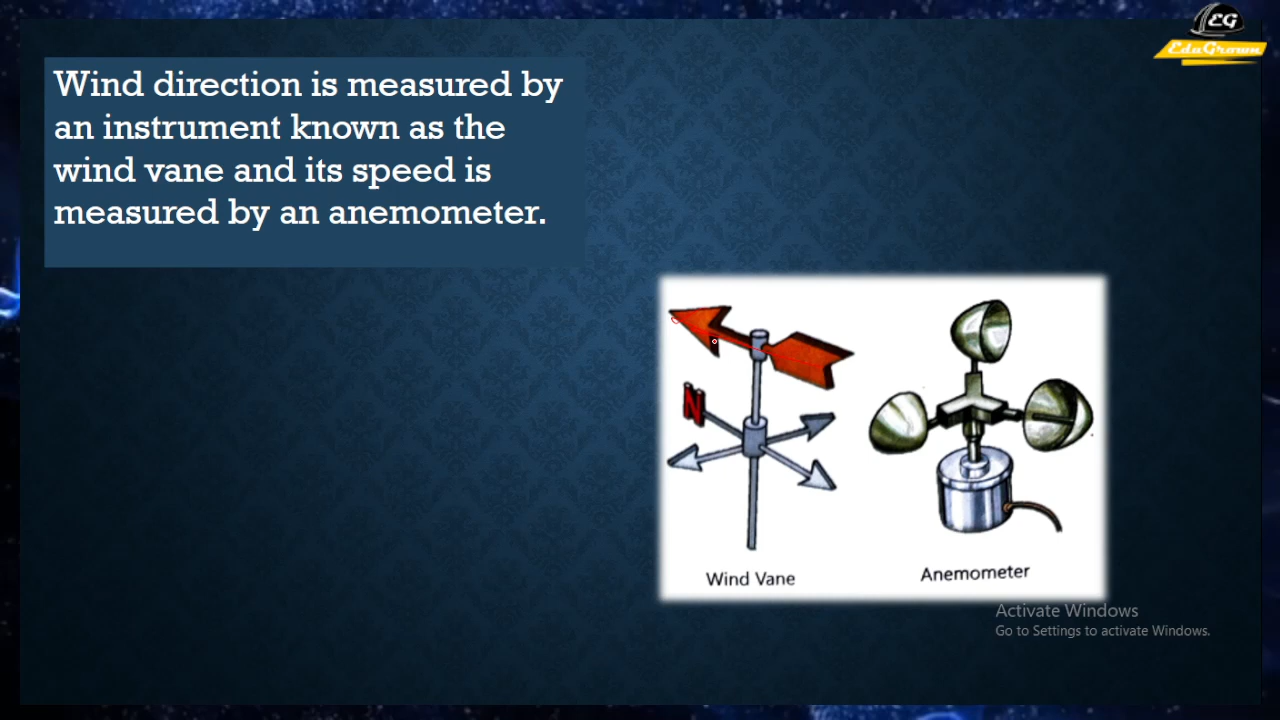 EG
EduGrown
Wind direction is measured by
an instrument known as the
wind vane and its speed is
measured by an anemometer.
N
Wind Vane
Anemometer
Activate Windows
Go to Settings to activate Windows.